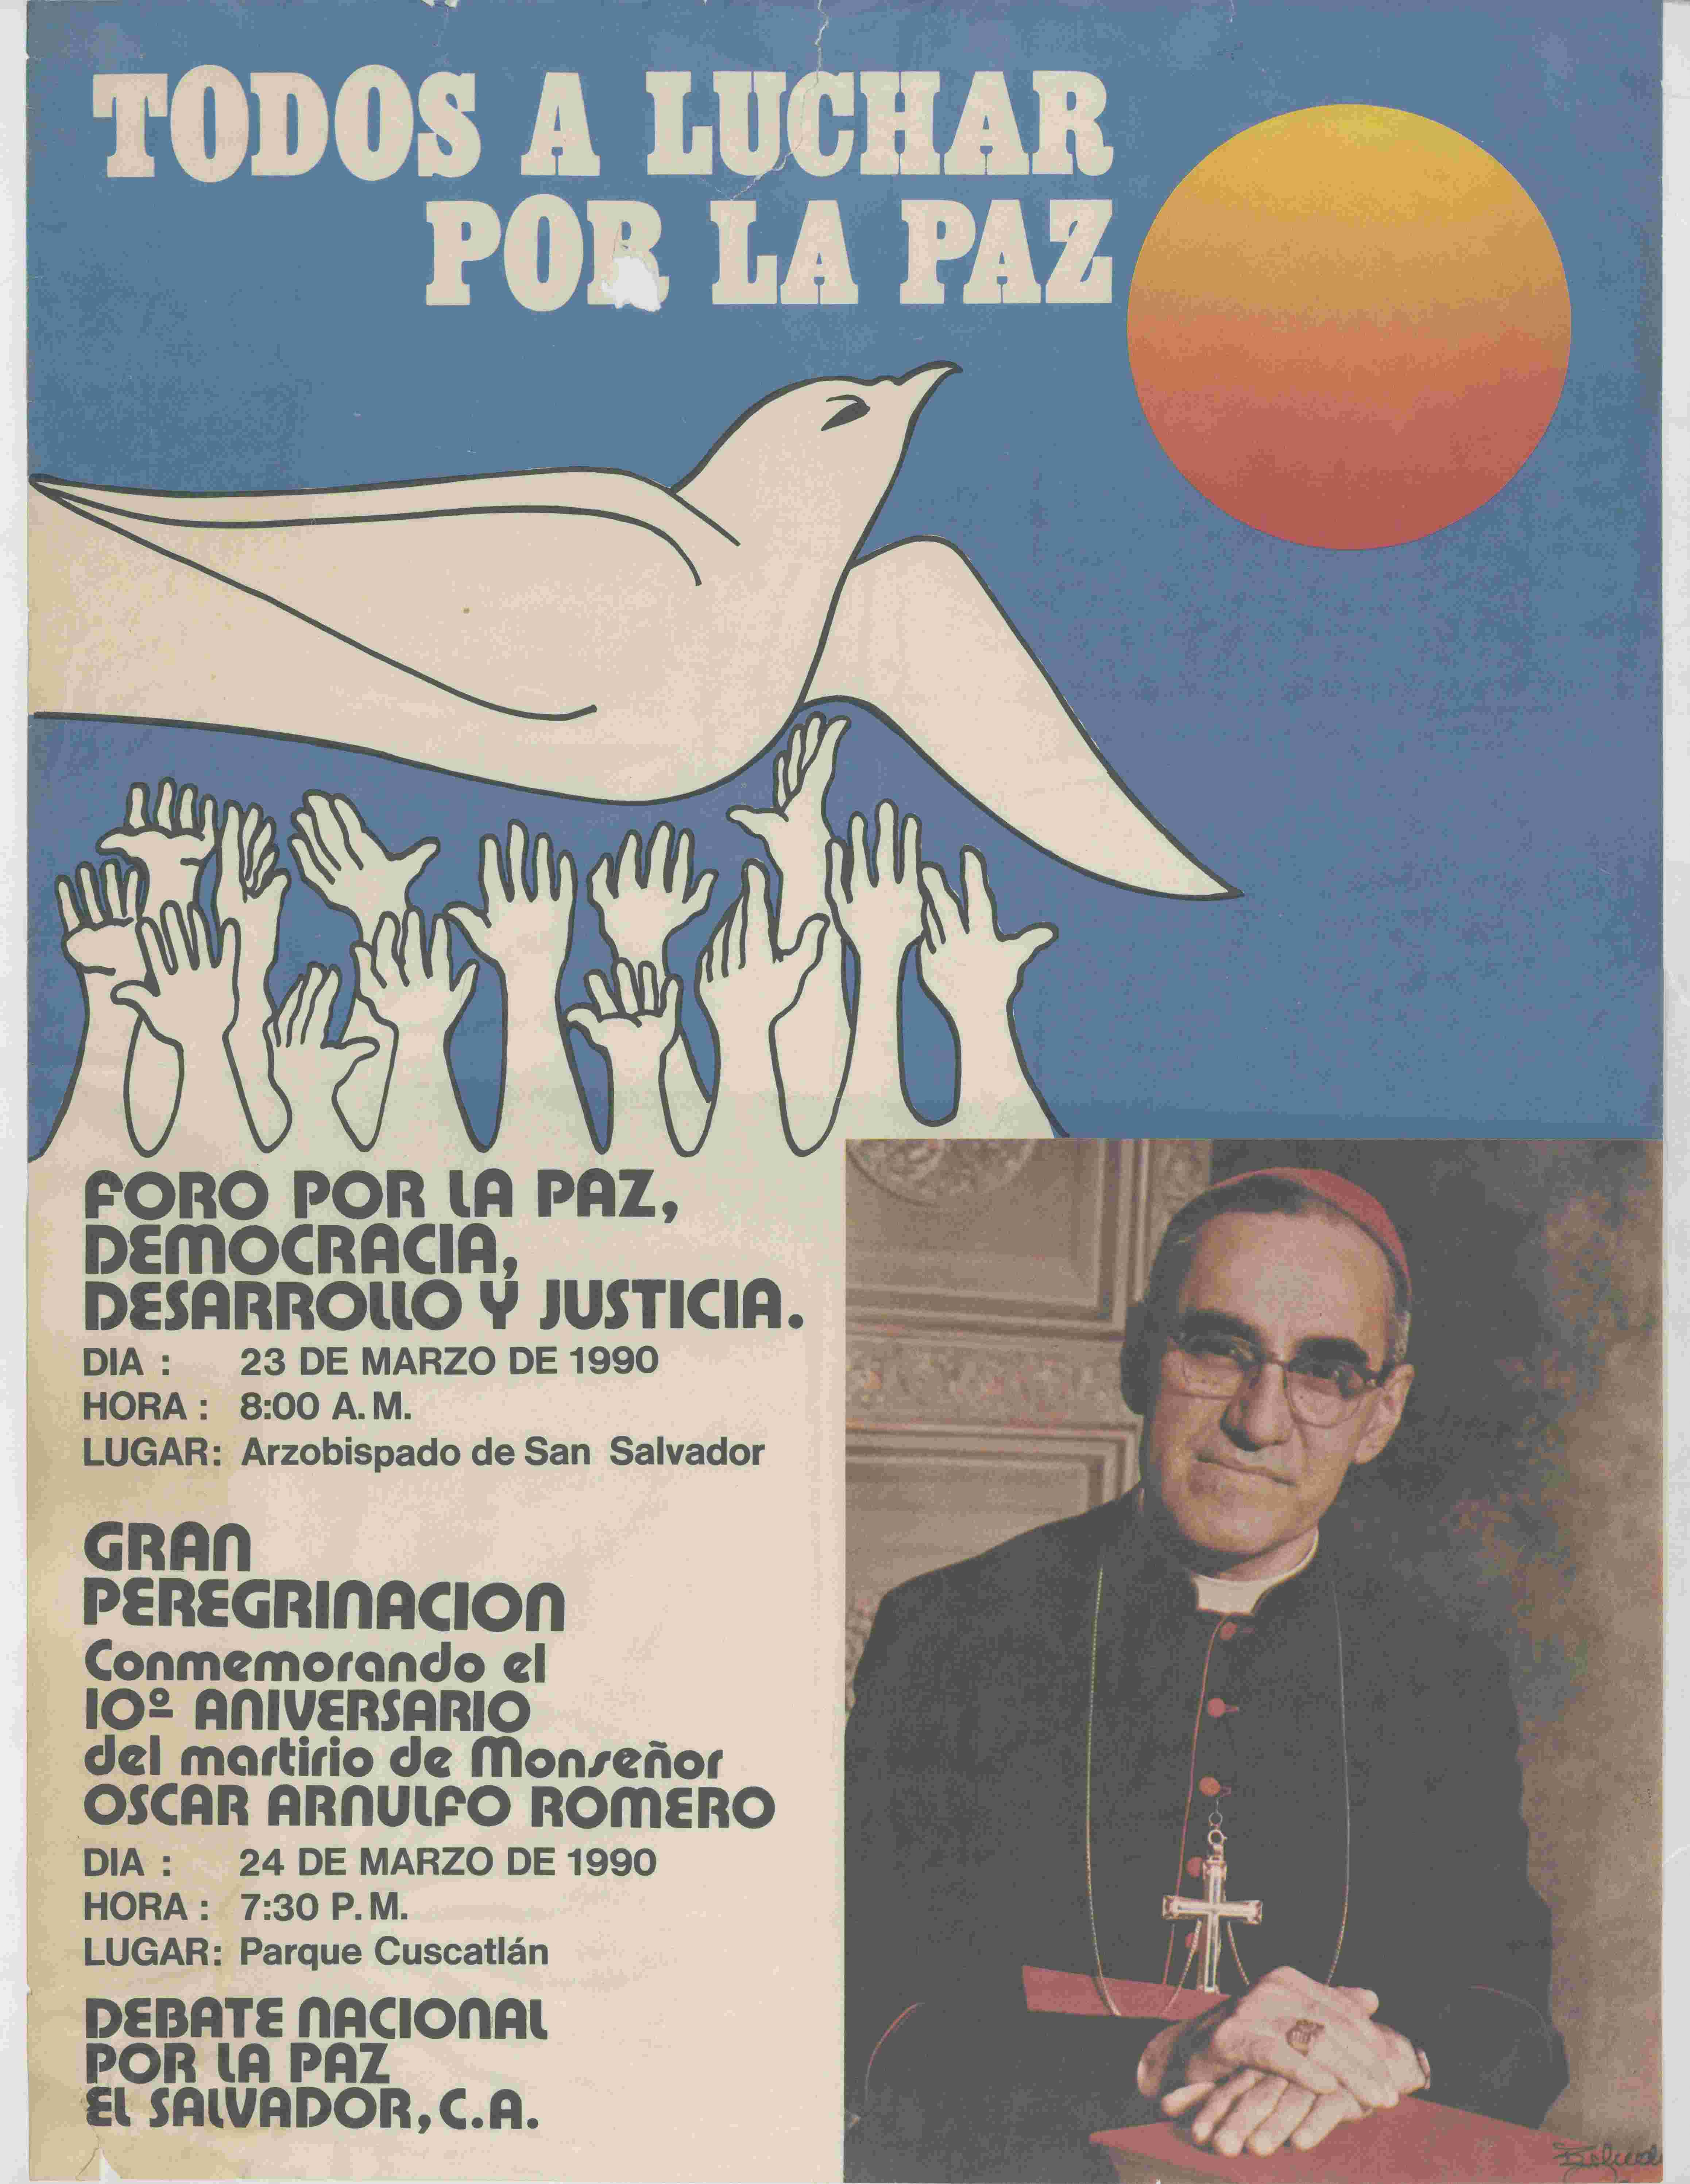 TODOS A LUCHAR
POR LA PAZ
FORO POR LA PAZ,
DEMOCRACIA,
DESARROLLO Y JUSTICIA.
DIA : 23 DE MARZO DE 1990
HORA : 8:00 A.M.
LUGAR: Arzobispado de San Salvador
GRAN
PEREGRINACION
Conmemorando el
10º ANIVERSARIO
del martirio de Monseñor
OSCAR ARNULFO ROMERO
DIA : 24 DE MARZO DE 1990
HORA : 7:30 P.M.
LUGAR: Parque Cuscatlán
DEBATE NACIONAL
POR LA PAZ
EL SALVADOR, C.A.